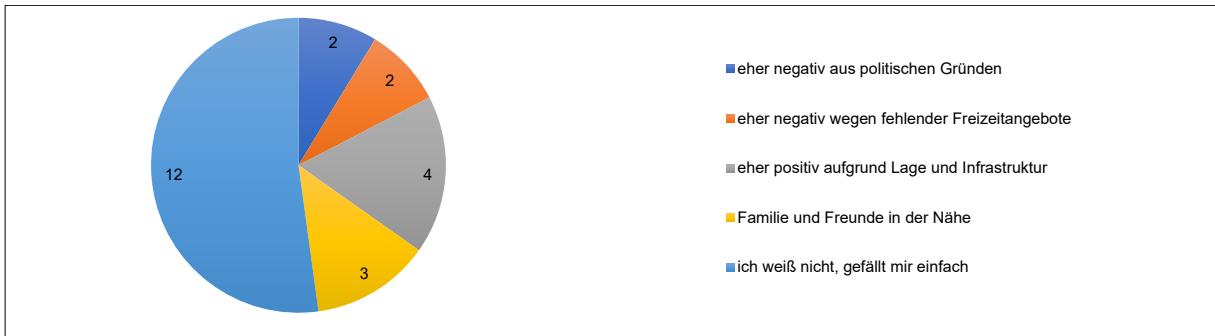 2
2
4
3
12
eher negativ aus politischen Gründen
eher negativ wegen fehlender Freizeitangebote
eher positiv aufgrund Lage und Infrastruktur
Familie und Freunde in der Nähe
ich weiß nicht, gefällt mir einfach